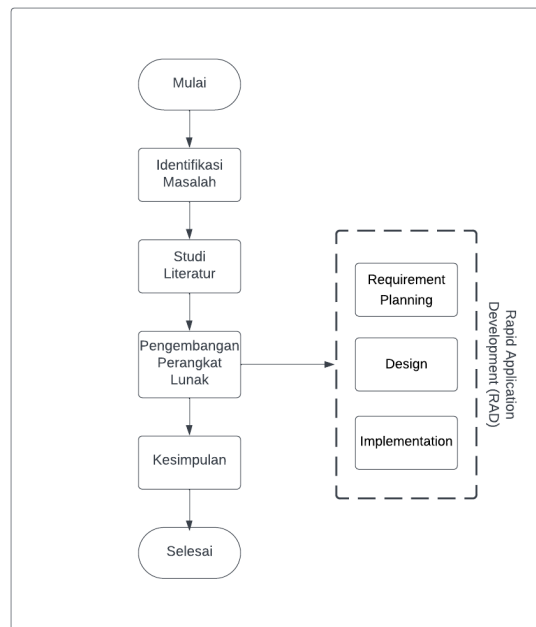 Mulai
Identifikasi
Masalah
Studi
Literatur
Pengembangan
Perangkat
Lunak
Kesimpulan
Selesai
Requirement
Planning
Design
Implementation
Rapid Application
Development (RAD)